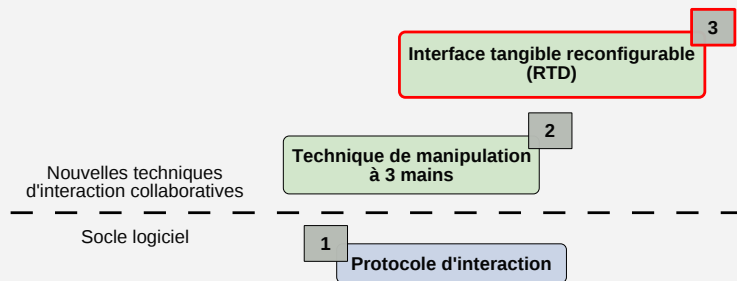 3
Interface tangible reconfigurable
(RTD)
2
Technique de manipulation
à 3 mains
Nouvelles techniques
d'interaction collaboratives
Socle logiciel
1
Protocole d'interaction